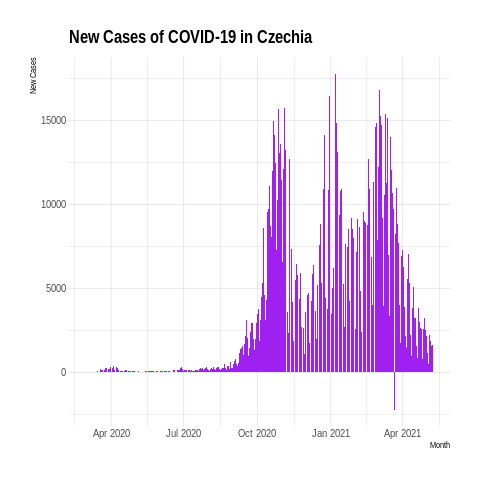 New Cases of COVID-19 in Czechia
New Cases
15000
10000
5000
0
Apr 2020 Jul 2020 Oct 2020 Jan 2021 Apr 2021
Month